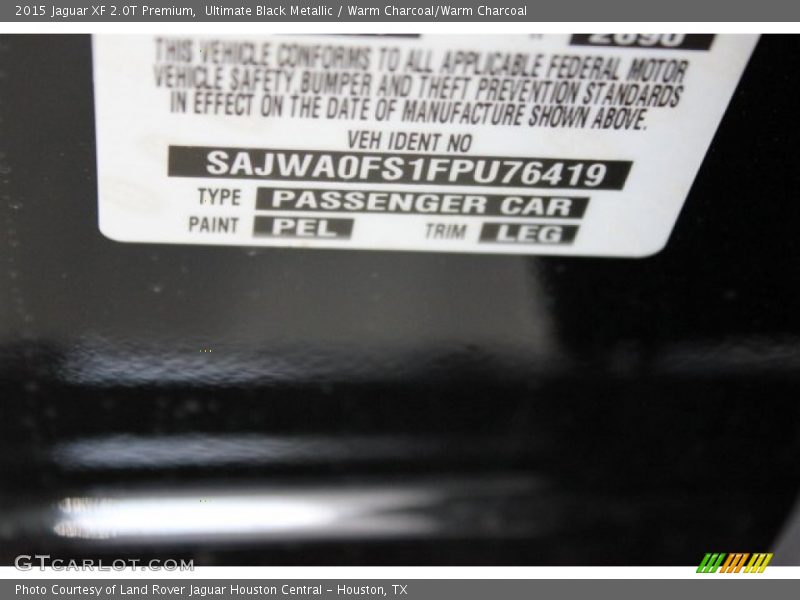 2015 Jaguar XF 2.0T Premium,  Ultimate Black Metallic / Warm Charcoal/Warm Charcoal
THIS VEHICLE CONFORMS TO ALL APPLICABLE FEDERAL MOTOR
VEHICLE SAFETY,BUMPER AND THEFT PREVENTION STANDARDS
IN EFFECT ON THE DATE OF MANUFACTURE SHOWN ABOVE.
VEH IDENT NO
SAJWA0FS1FPU76419
TYPE PASSENGER CAR
PAINT PEL TRIM LEG
GTCARLOT.COM
Photo Courtesy of Land Rover Jaguar Houston Central – Houston, TX